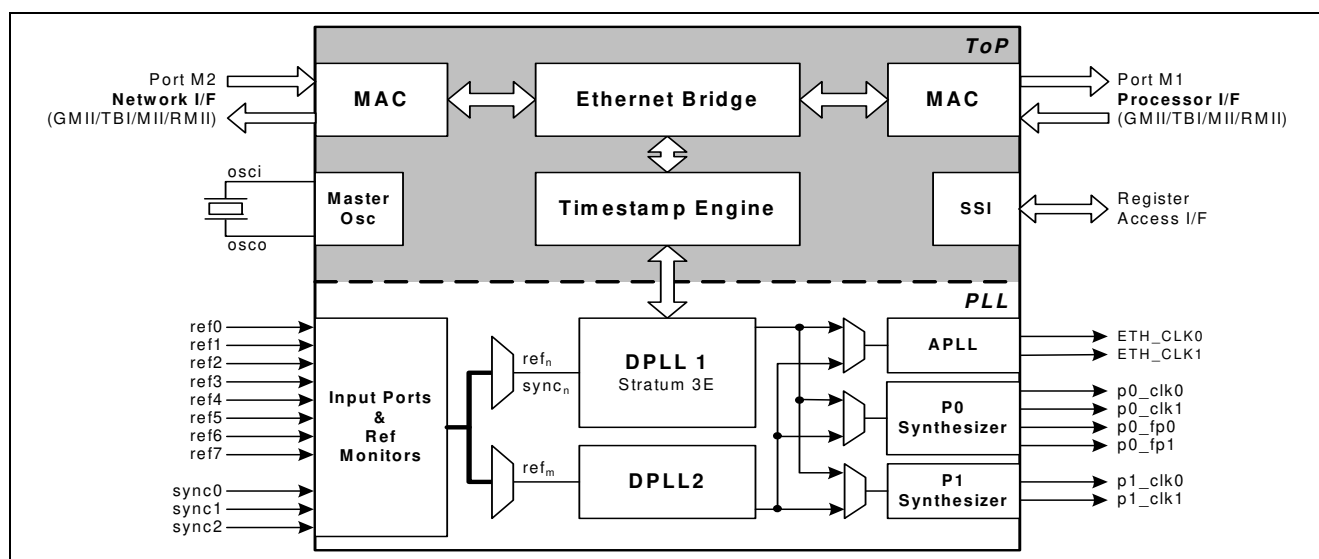 ToP
Port M2
Network I/F
(GMII/TBI/MII/RMII)
MAC
Ethernet Bridge
MAC
Port M1
Processor I/F
(GMII/TBI/MII/RMII)
osci
osco
Master
Osc
Timestamp Engine
SSI
Register
Access I/F
PLL
ref0
ref1
ref2
ref3
ref4
ref5
ref6
ref7
sync0
sync1
sync2
Input Ports
&
Ref
Monitors
refn
syncn
refm
DPLL 1
Stratum 3E
DPLL2
APLL
P0
Synthesizer
P1
Synthesizer
ETH_CLK0
ETH_CLK1
p0_clk0
p0_clk1
p0_fp0
p0_fp1
p1_clk0
p1_clk1